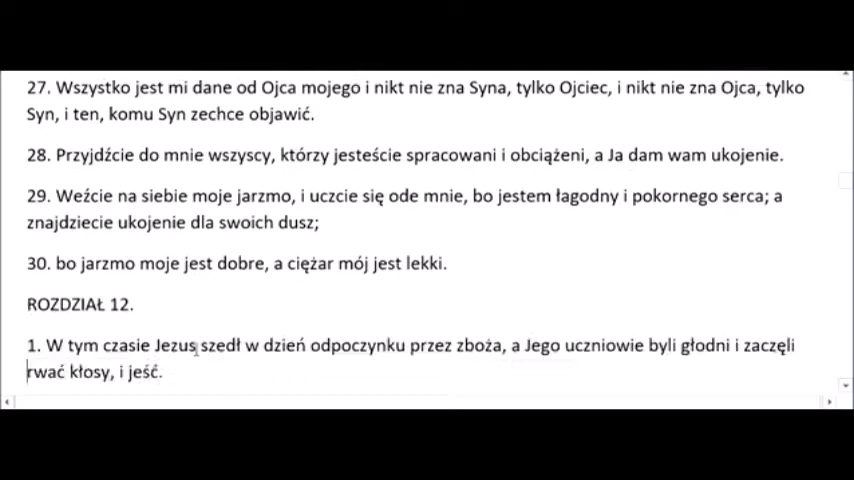 27. Wszystko jest mi dane od Ojca mojego i nikt nie zna Syna, tylko Ojciec, i nikt nie zna Ojca, tylko
Syn, i ten, komu Syn zechce objawić.
28. Przyjdźcie do mnie wszyscy, którzy jesteście spracowani i obciążeni, a Ja dam wam ukojenie.
29. Weźcie na siebie moje jarzmo, i uczcie się ode mnie, bo jestem łagodny i pokornego serca; a
znajdziecie ukojenie dla swoich dusz;
30. bo jarzmo moje jest dobre, a ciężar mój jest lekki.
ROZDZIAŁ 12.
1. W tym czasie Jezus szedł w dzień odpoczynku przez zboża, a Jego uczniowie byli głodni i zaczęli
rwać kłosy, i jeść.